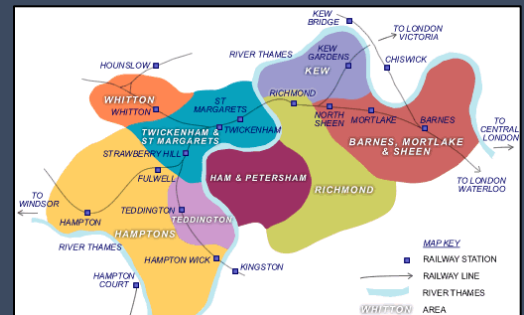 KEW
BRIDGE
TO LONDON
VICTORIA
HOUNSLOW
RIVER THAMES
KEW
GARDENS
CHISWICK
KEW
WHITTON
WHITTON
ST
MARGARETS
RICHMOND
TWICKENHAM &
ST MARGARETS
TWICKENHAM
NORTH
SHEEN
MORTLAKE
BARNES
BARNES, MORTLAKE
& SHEEN
TO
CENTRAL
LONDON
STRAWBERRY HILL
FULWELL
HAM & PETERSHAM
RICHMOND
TO LONDON
WATERLOO
TO
WINDSOR
HAMPTON
TEDDINGTON
TEDDINGTON
HAMPTONS
RIVER THAMES
HAMPTON WICK
KINGSTON
HAMPTON
COURT
MAP KEY
RAILWAY STATION
RAILWAY LINE
RIVER THAMES
WHITTON AREA